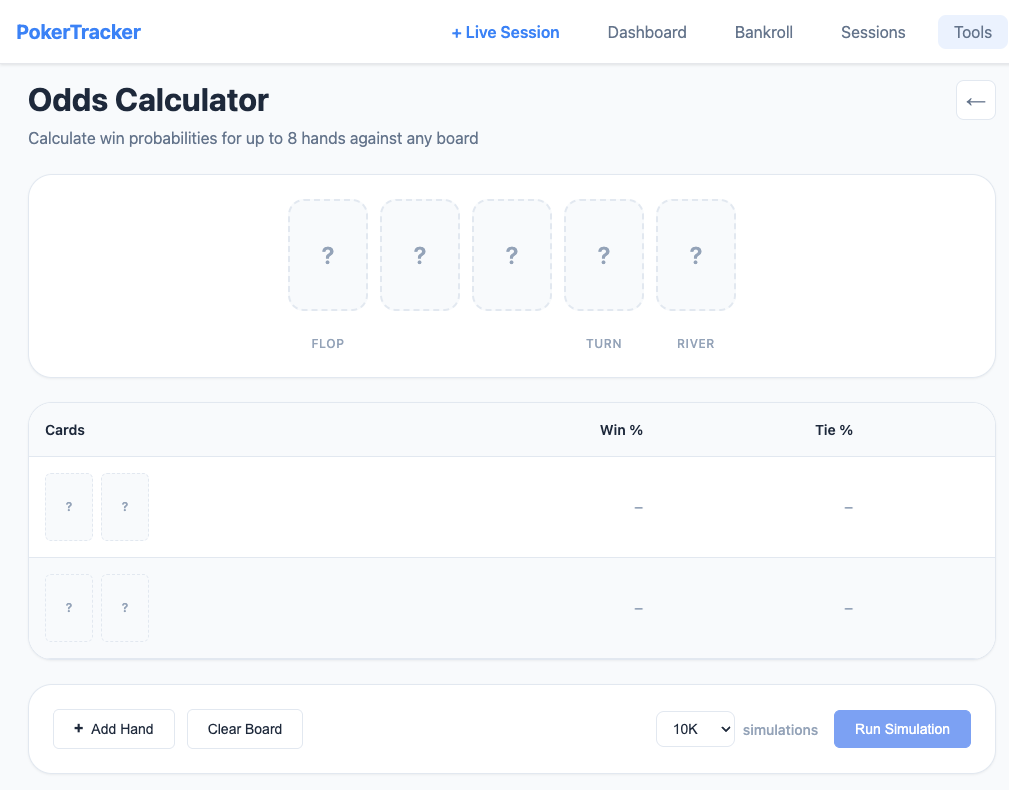 PokerTracker
+ Live Session
Dashboard
Bankroll
Sessions
Tools
Odds Calculator
←
Calculate win probabilities for up to 8 hands against any board
? ? ? ? ?
FLOP TURN RIVER
Cards Win % Tie %
? ? – –
? ? – –
+ Add Hand
Clear Board
10K
simulations
Run Simulation